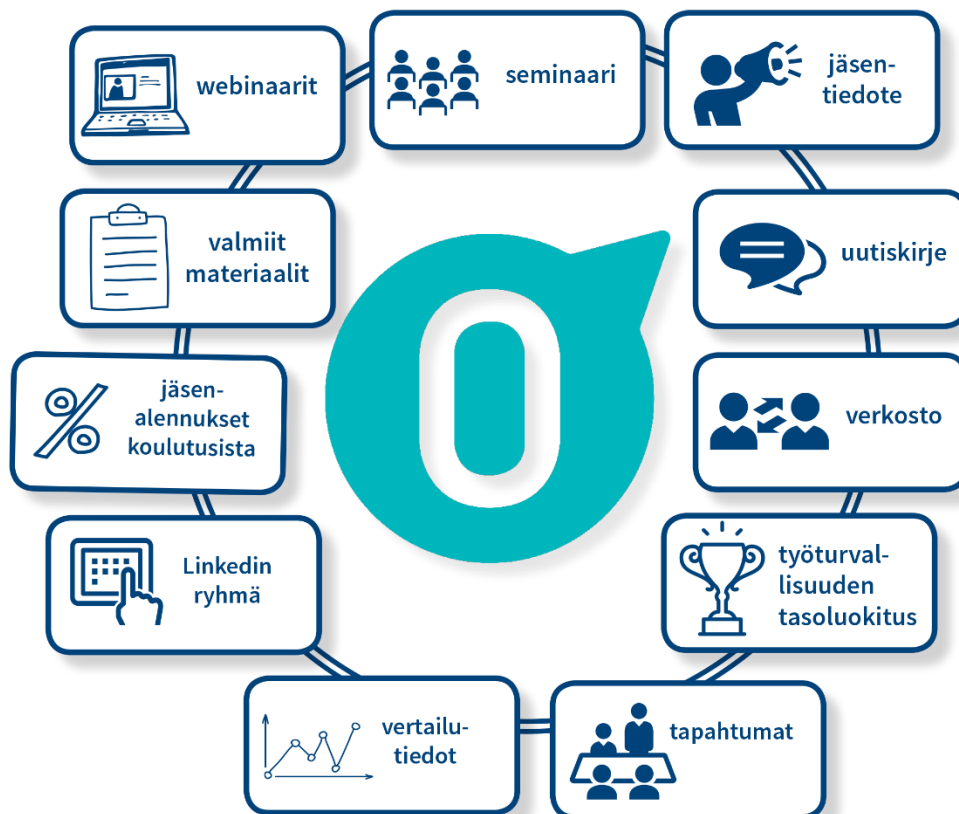 webinaarit
seminaari
jäsen-
tiedote
valmiit
materiaalit
uutiskirje
jäsen-
alennukset
koulutusista
verkosto
Linkedin
ryhmä
työturval-
lisuuden
tasoluokitus
vertailu-
tiedot
tapahtumat
0